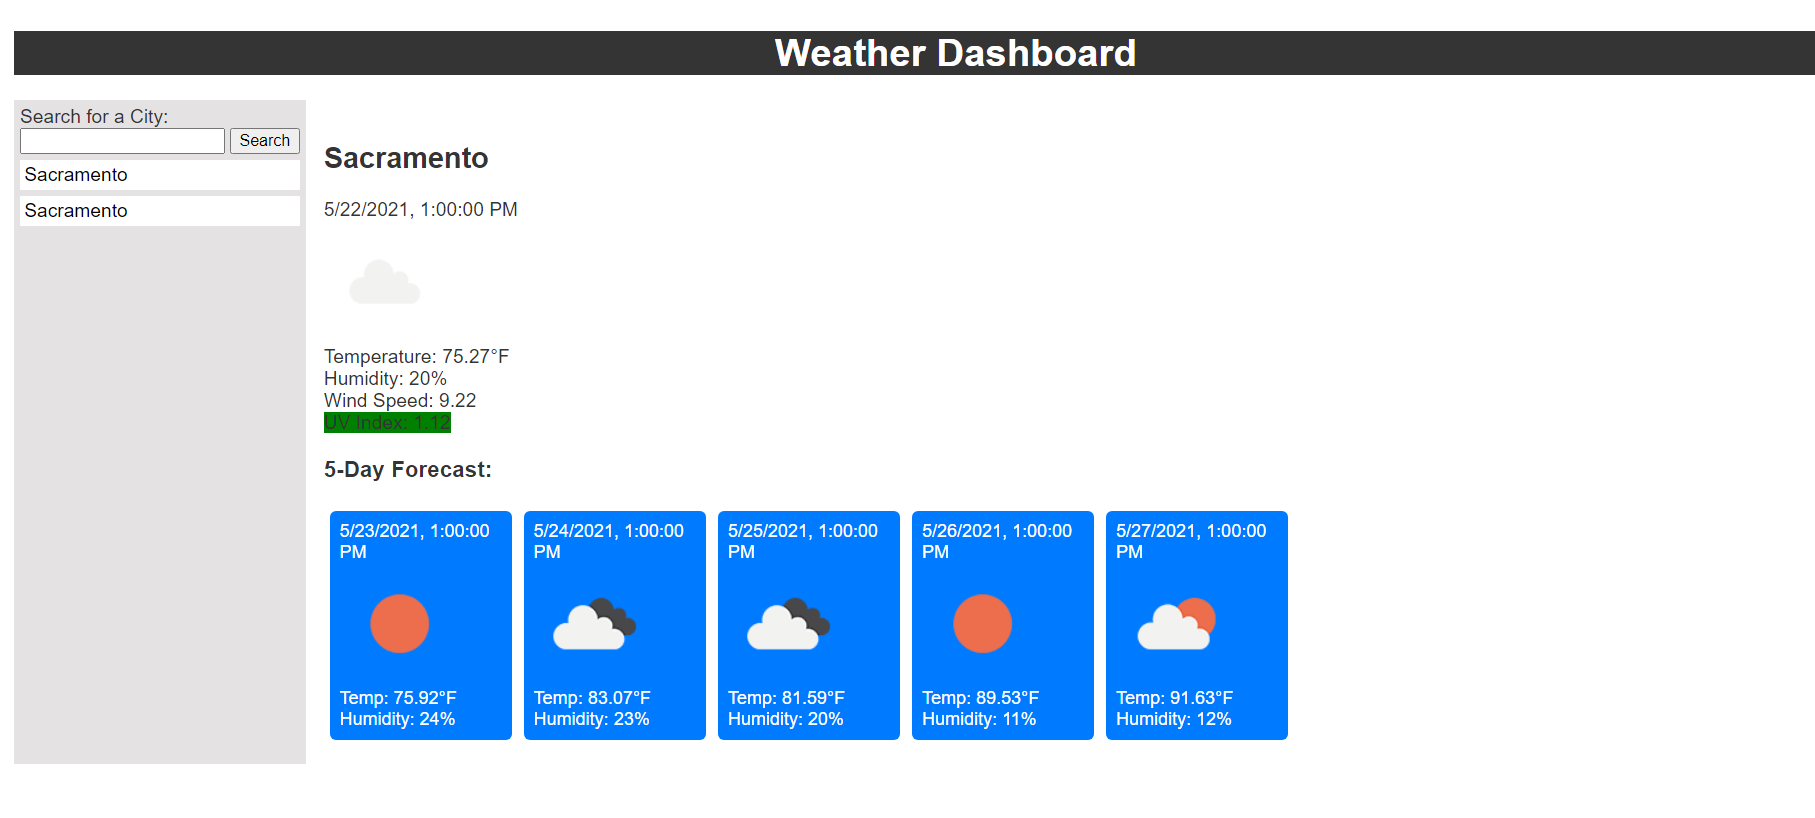 Weather Dashboard
Search for a City:
Search
Sacramento
Sacramento
Sacramento
5/22/2021, 1:00:00 PM
Temperature: 75.27°F
Humidity: 20%
Wind Speed: 9.22
UV Index: 1.12
5-Day Forecast:
5/23/2021, 1:00:00
PM
Temp: 75.92°F
Humidity: 24%
5/24/2021, 1:00:00
PM
Temp: 83.07°F
Humidity: 23%
5/25/2021, 1:00:00
PM
Temp: 81.59°F
Humidity: 20%
5/26/2021, 1:00:00
PM
Temp: 89.53°F
Humidity: 11%
5/27/2021, 1:00:00
PM
Temp: 91.63°F
Humidity: 12%